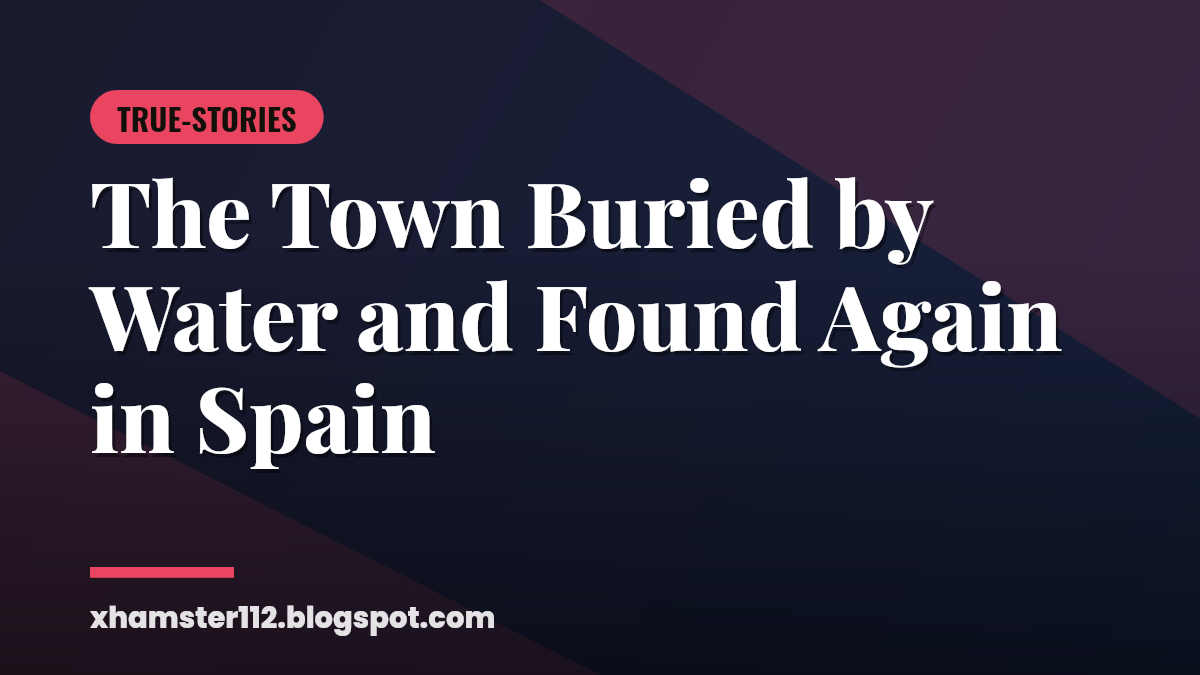 TRUE-STORIES
The Town Buried by
Water and Found Again
in Spain
xhamster112.blogspot.com